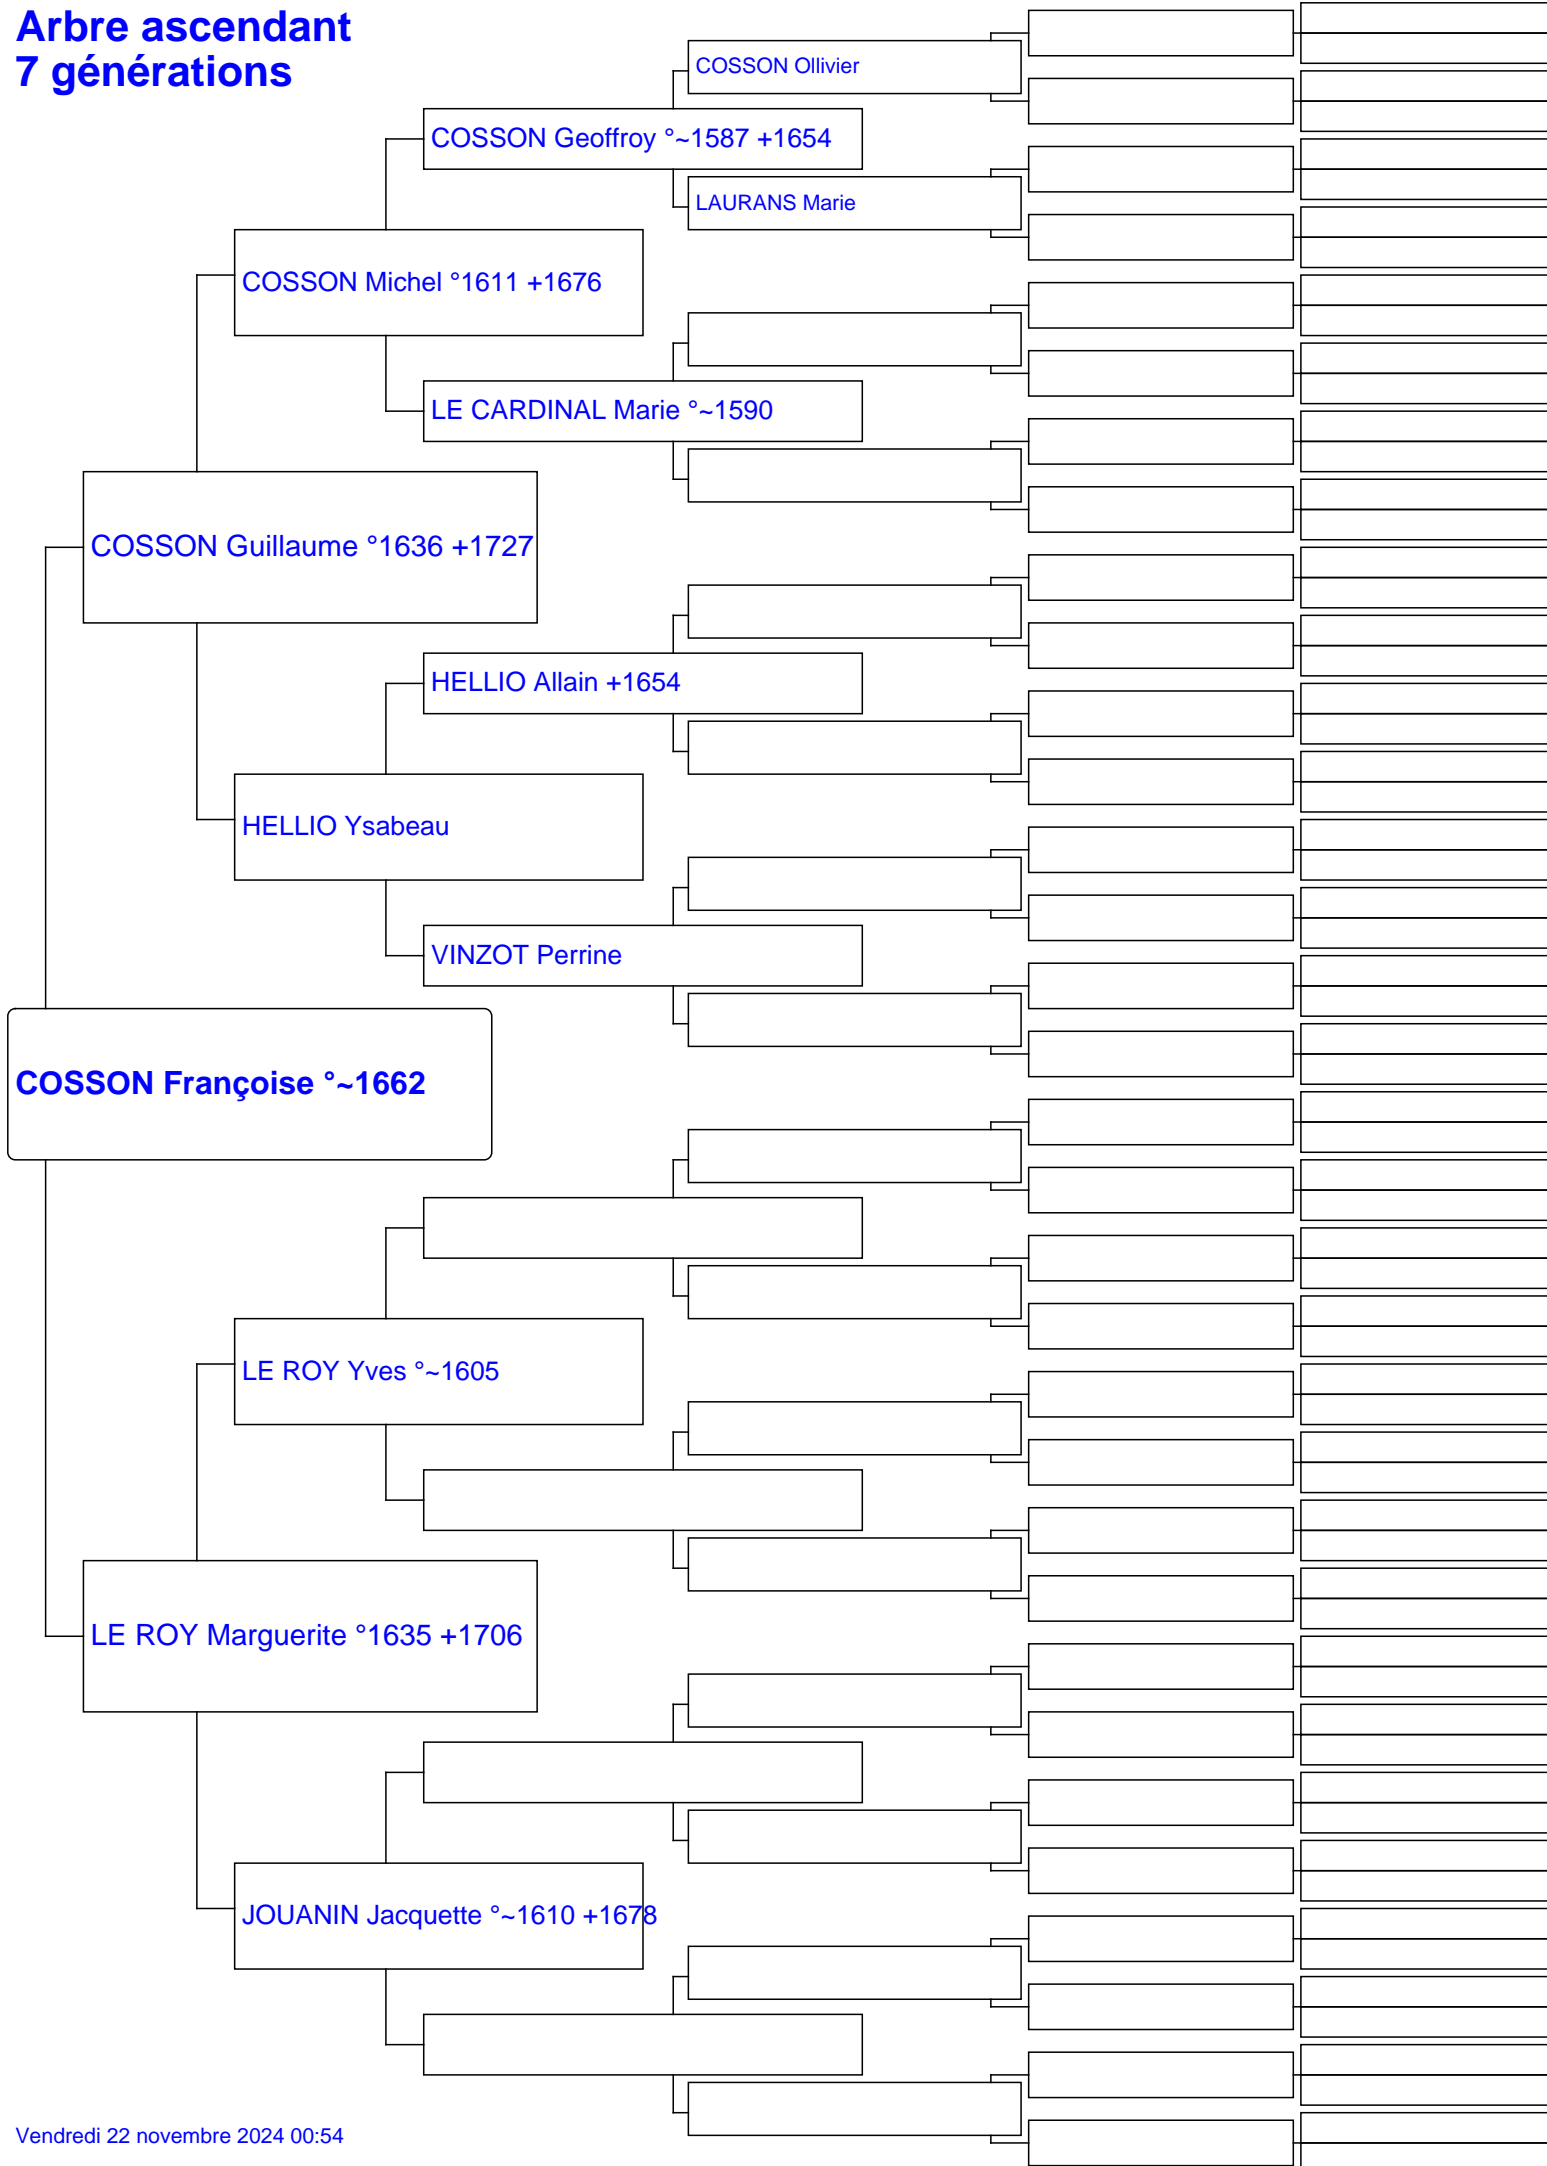 Arbre ascendant
7 générations
COSSON Ollivier
COSSON Geoffroy °~1587 +1654
LAURANS Marie
COSSON Michel °1611 +1676
LE CARDINAL Marie °~1590
COSSON Guillaume °1636 +1727
HELLIO Allain +1654
HELLIO Ysabeau
VINZOT Perrine
COSSON Françoise °~1662
LE ROY Yves °~1605
LE ROY Marguerite °1635 +1706
JOUANIN Jacquette °~1610 +1678
Vendredi 22 novembre 2024 00:54